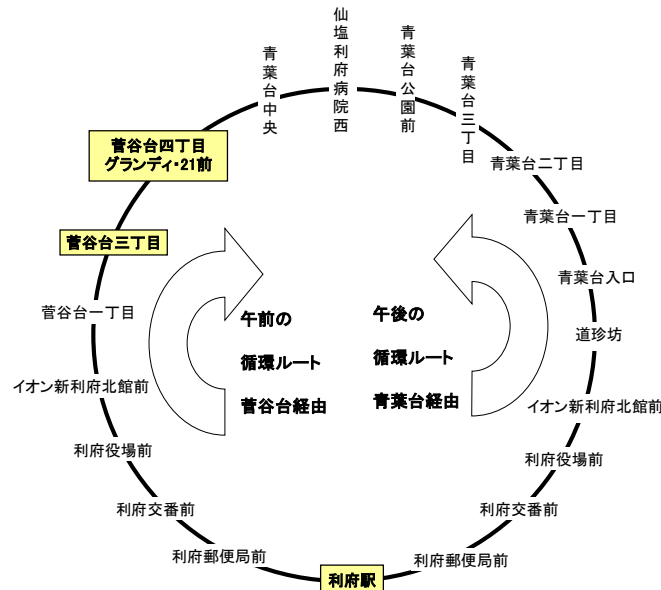 仙塩利府病院西
青葉台公園前
青葉台中央
青葉台三丁目
菅谷台四丁目
グランディ・21前
青葉台二丁目
青葉台一丁目
菅谷台三丁目
青葉台入口
菅谷台一丁目
午前の
循環ルート
菅谷台経由
午後の
循環ルート
青葉台経由
道珍坊
イオン新利府北館前
イオン新利府北館前
利府役場前
利府役場前
利府交番前
利府交番前
利府郵便局前
利府郵便局前
利府駅